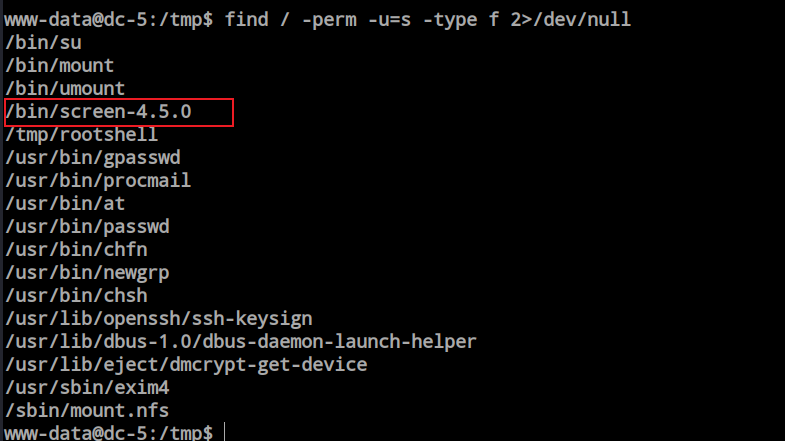 www-data@dc-5:/tmp$ find / -perm -u=s -type f 2>/dev/null
/bin/su
/bin/mount
/bin/umount
/bin/screen-4.5.0
/tmp/rootshell
/usr/bin/gpasswd
/usr/bin/procmail
/usr/bin/at
/usr/bin/passwd
/usr/bin/chfn
/usr/bin/newgrp
/usr/bin/chsh
/usr/lib/openssh/ssh-keysign
/usr/lib/dbus-1.0/dbus-daemon-launch-helper
/usr/lib/eject/dmcrypt-get-device
/usr/sbin/exim4
/sbin/mount.nfs
www-data@dc-5:/tmp$